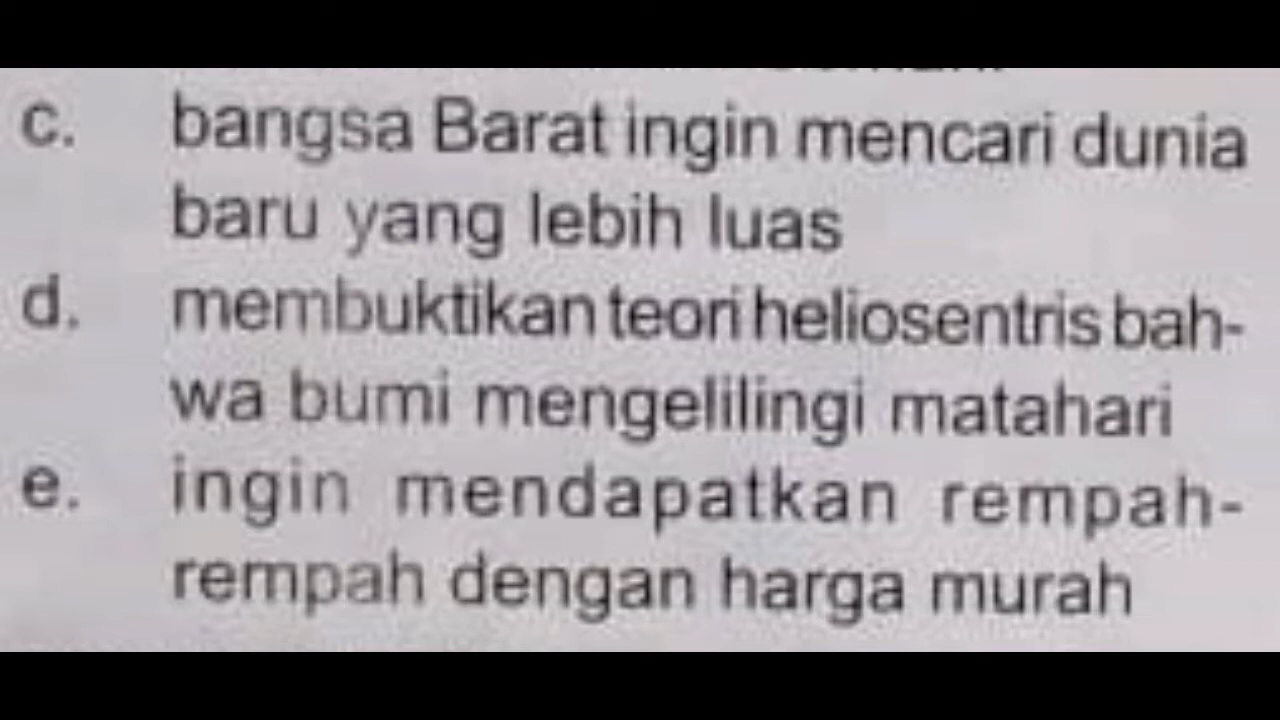 c. bangsa Barat ingin mencari dunia
baru yang lebih luas
d. membuktikan teori heliosentris bah-
wa bumi mengelilingi matahari
e. ingin mendapatkan rempah-
rempah dengan harga murah